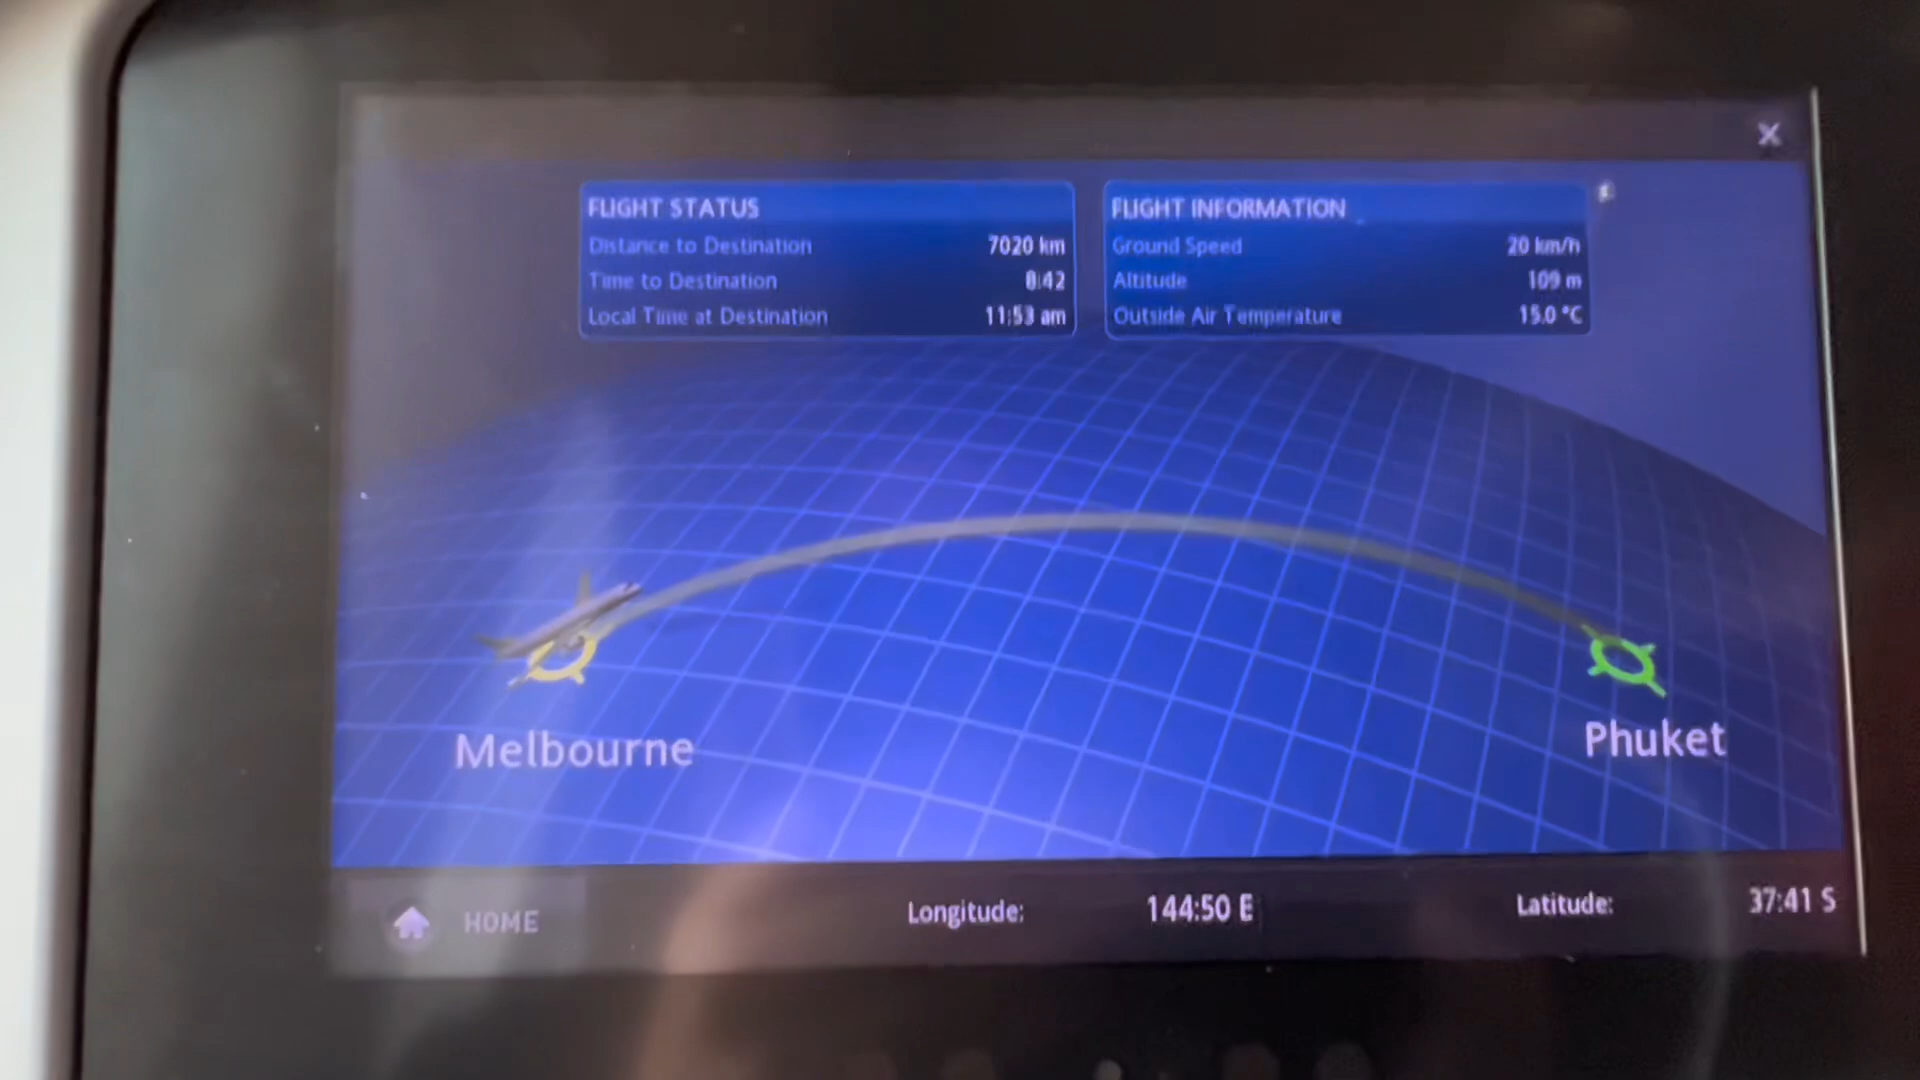 X
FLIGHT STATUS
Distance to Destination 7020 km
Time to Destination 8:42
Local Time at Destination 11:53 am
FLIGHT INFORMATION
Ground Speed 20 km/h
Altitude 109 m
Outside Air Temperature 15.0 °C
Melbourne
Phuket
HOME
Longitude: 144:50 E
Latitude: 37:41 S